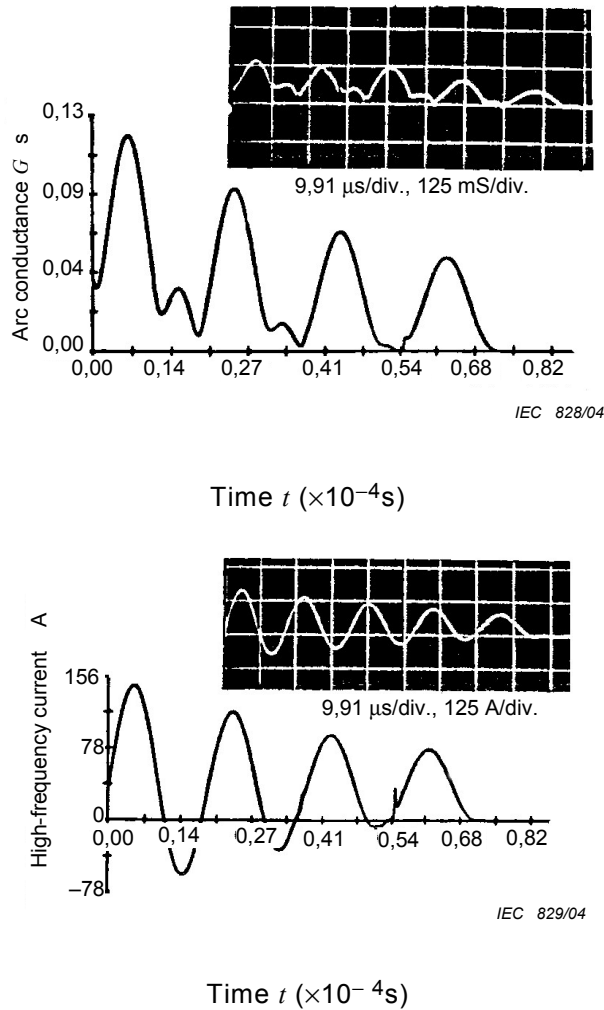 9,91 µs/div., 125 mS/div.
Arc conductance G s
0,13
0,09
0,04
0,00
0,00 0,14 0,27 0,41 0,54 0,68 0,82
IEC 828/04
Time t (×10–4s)
9,91 µs/div., 125 A/div.
High-frequency current A
156
78
0
–78
0,00 0,14 0,27 0,41 0,54 0,68 0,82
IEC 829/04
Time t (×10– 4s)